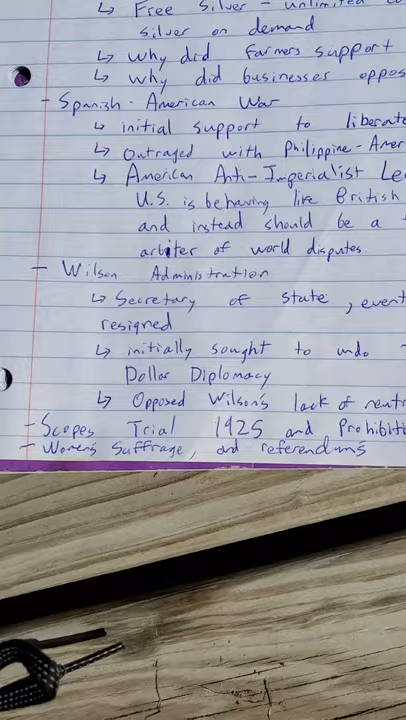 ↳ Free Silver - unlimited co
silver on demand
↳ Why did farmers support
↳ Why did businesses oppos
- Spanish-American War
↳ initial support to liberate
↳ Outraged with Philippine-Amer
↳ American Anti-Imperialist Le
U.S. is behaving like British
and instead should be a
arbiter of world disputes.
- Wilson Administration
↳ Secretary of state, event
resigned
↳ initially sought to undo
Dollar Diplomacy
↳ Opposed Wilson's lack of neutr
- Scopes Trial 1925 and Prohibiti
- Women's Suffrage, and referendums